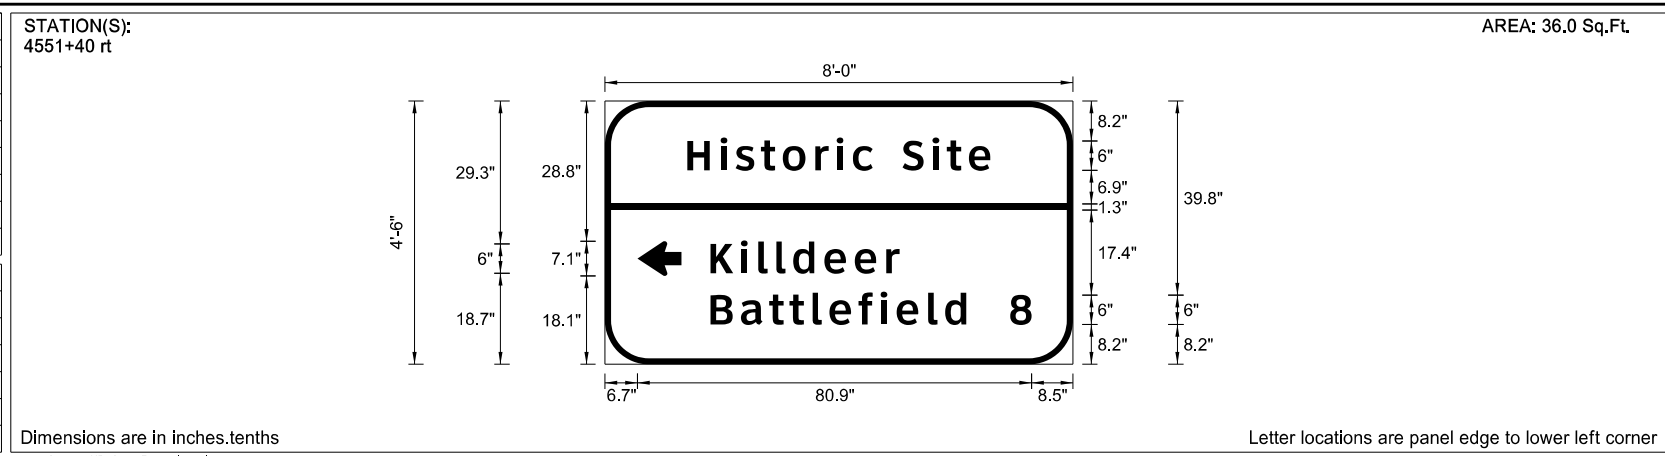 STATION(S):
4551+40 rt
AREA: 36.0 Sq.Ft.
8'-0"
4'-6"
29.3"
6"
18.7"
28.8"
7.1"
18.1"
Historic Site
Killdeer
Battlefield 8
8.2"
6"
6.9"
1.3"
17.4"
6"
8.2"
39.8"
6"
8.2"
6.7"
80.9"
8.5"
Dimensions are in inches.tenths
Letter locations are panel edge to lower left corner